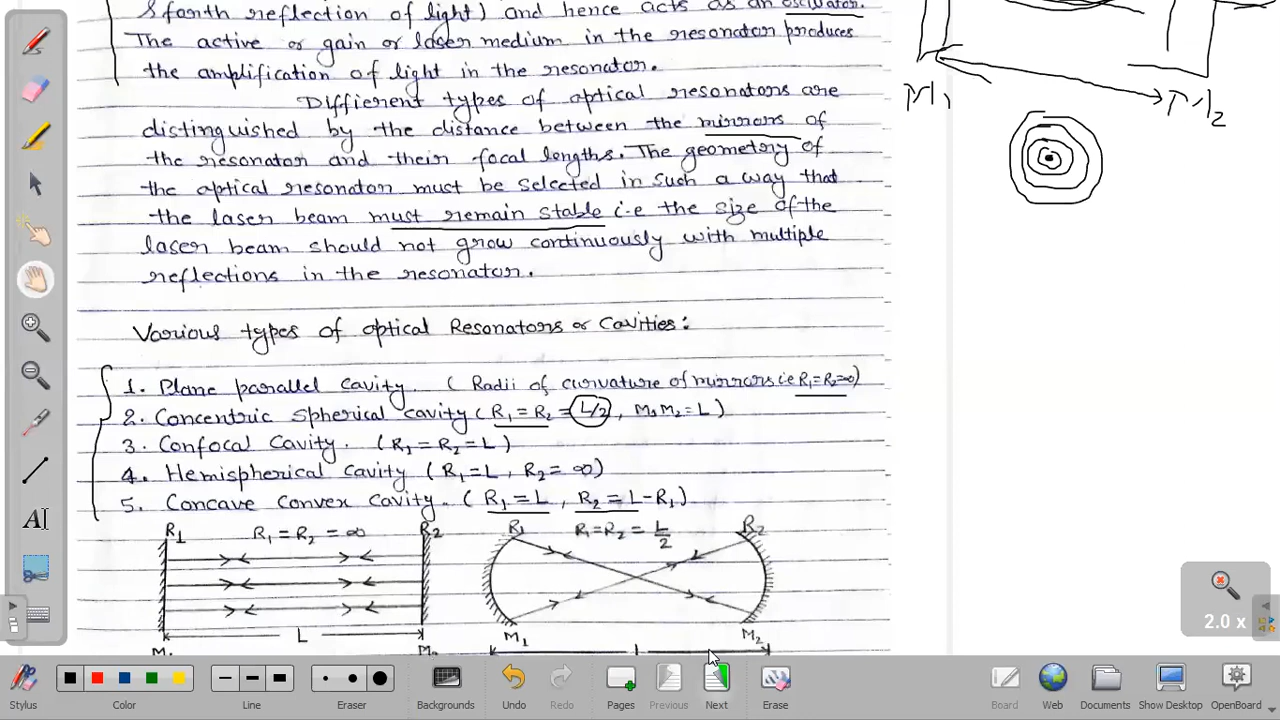 & fourth reflection of light) and hence acts as an oscillator.
The active or gain or laser medium in the resonator produces
the amplification of light in the resonator.
Different types of optical resonators are
distinguished by the distance between the mirrors of
the resonator and their focal lengths. The geometry of
the optical resonator must be selected in such a way that
the laser beam must remain stable i.e the size of the
laser beam should not grow continuously with multiple
reflections in the resonator.
Various types of optical Resonators or Cavities:
1. Plane parallel cavity. ( Radii of curvature of mirrors i.e R₁=R₂=∞)
2. Concentric Spherical cavity ( R₁ = R₂ = L/2, M₁M₂ = L )
3. Confocal Cavity. (R₁ = R₂ = L )
4. Hemispherical Cavity ( R₁ = L , R₂ = ∞)
5. Concave Convex Cavity. ( R₁ = L , R₂ = L-R₁ )
R₁ R₁ = R₂ = ∞ R₂
R₁ R₁ = R₂ = L/2 R₂
L
M₁ M₂
M₁ M₂
L
M₁ M₂
2.0 x
Stylus
Color
Line
Eraser
Backgrounds
Undo
Redo
Pages
Previous
Next
Erase
Board
Web
Documents
Show Desktop
OpenBoard